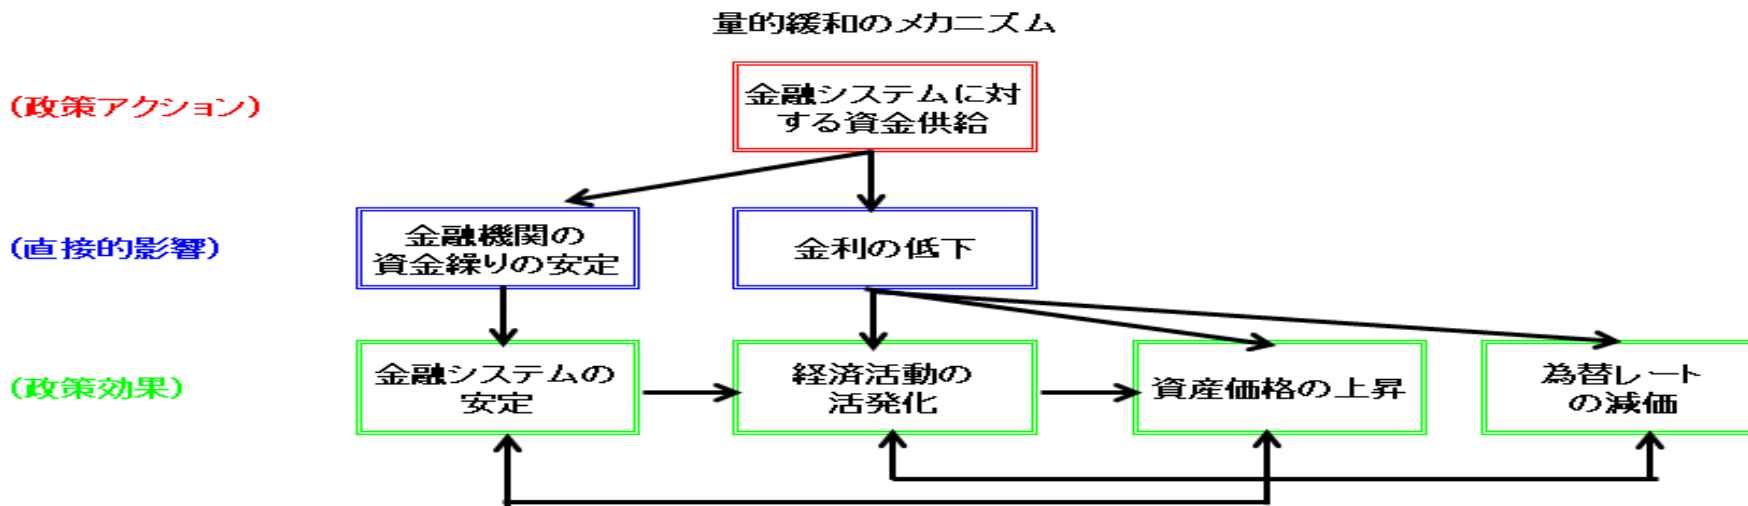 量的緩和のメカニズム
(政策アクション)
金融システムに対
する資金供給
(直接的影響)
金融機関の
資金繰りの安定
金利の低下
(政策効果)
金融システムの
安定
経済活動の
活発化
資産価格の上昇
為替レート
の減価